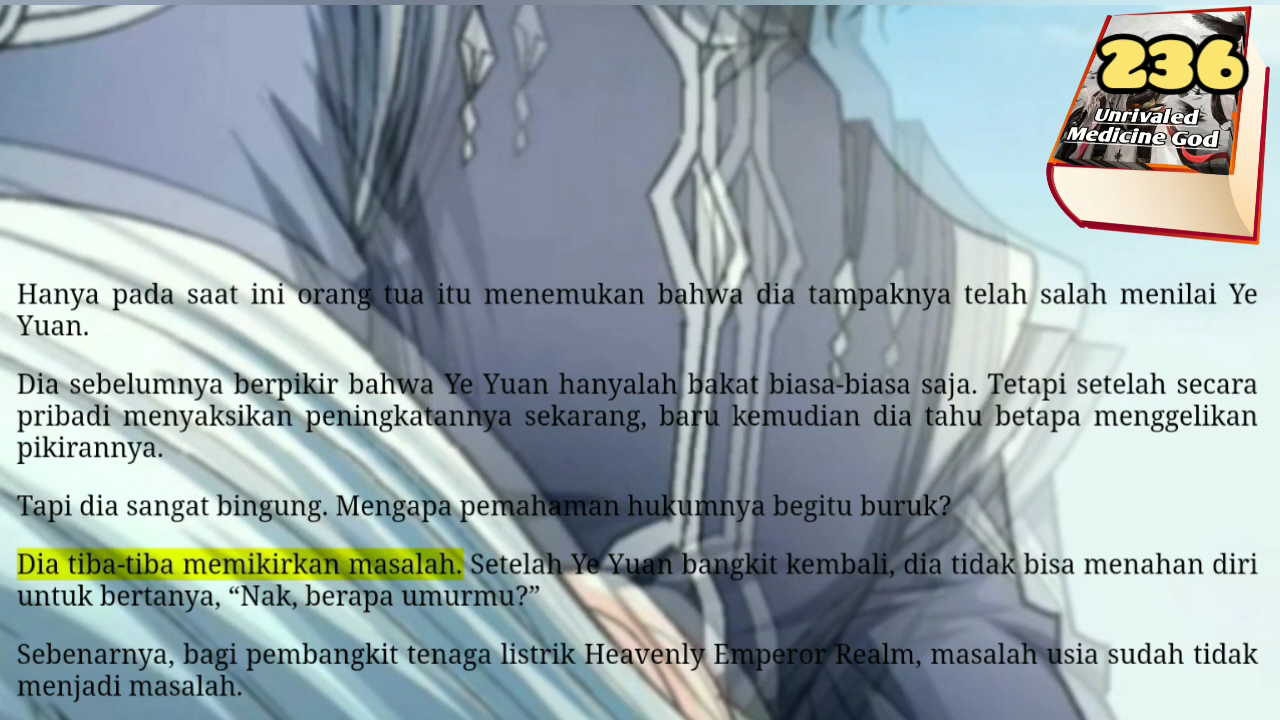 236
Unrivaled
Medicine God
Hanya pada saat ini orang tua itu menemukan bahwa dia tampaknya telah salah menilai Ye
Yuan.
Dia sebelumnya berpikir bahwa Ye Yuan hanyalah bakat biasa-biasa saja. Tetapi setelah secara
pribadi menyaksikan peningkatannya sekarang, baru kemudian dia tahu betapa menggelikan
pikirannya.
Tapi dia sangat bingung. Mengapa pemahaman hukumnya begitu buruk?
Dia tiba-tiba memikirkan masalah. Setelah Ye Yuan bangkit kembali, dia tidak bisa menahan diri
untuk bertanya, “Nak, berapa umurmu?”
Sebenarnya, bagi pembangkit tenaga listrik Heavenly Emperor Realm, masalah usia sudah tidak
menjadi masalah.